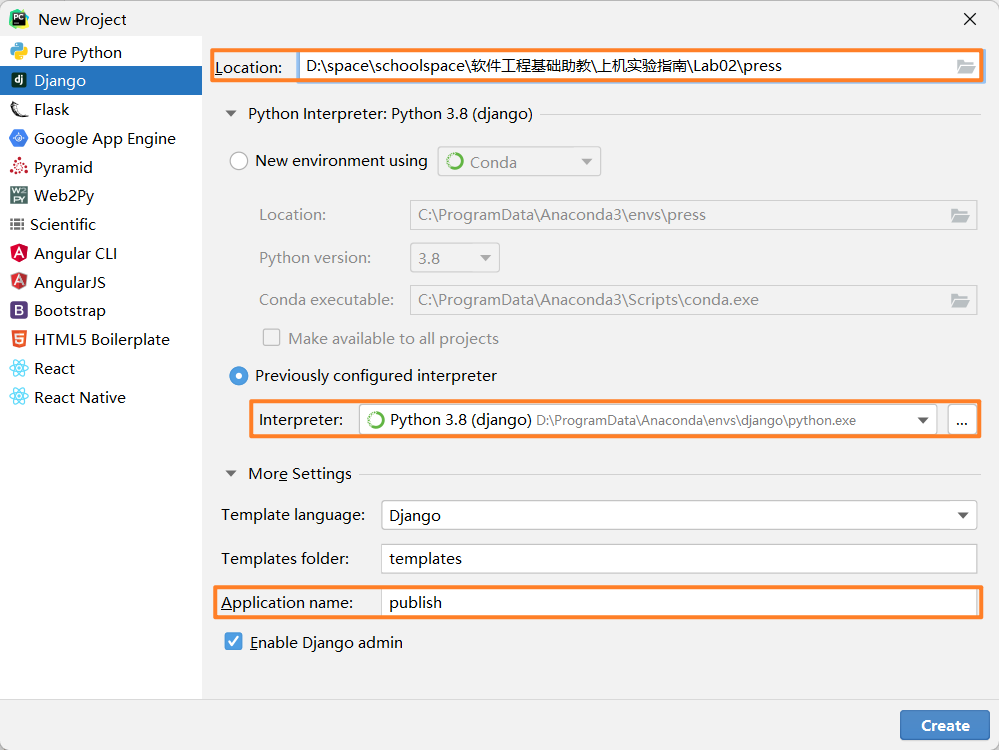 New Project
Pure Python
Django
Flask
Google App Engine
Pyramid
Web2Py
Scientific
Angular CLI
AngularJS
Bootstrap
HTML5 Boilerplate
React
React Native
Location: D:\space\schoolspace\软件工程基础助教\上机实验指南\Lab02\press
Python Interpreter: Python 3.8 (django)
New environment using Conda
Location: C:\ProgramData\Anaconda3\envs\press
Python version: 3.8
Conda executable: C:\ProgramData\Anaconda3\Scripts\conda.exe
Make available to all projects
Previously configured interpreter
Interpreter: Python 3.8 (django) D:\ProgramData\Anaconda\envs\django\python.exe ...
More Settings
Template language: Django
Templates folder: templates
Application name: publish
Enable Django admin
Create